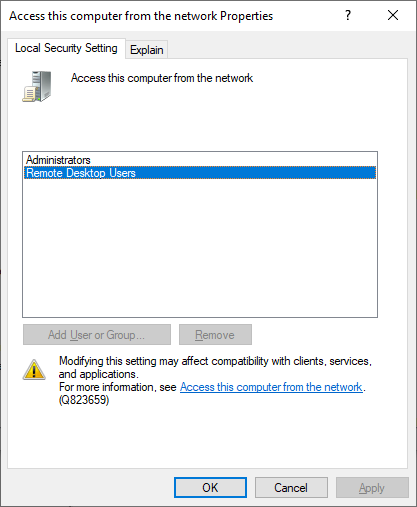 Access this computer from the network Properties
?
Local Security Setting
Explain
Access this computer from the network
Administrators
Remote Desktop Users
Add User or Group...
Remove
Modifying this setting may affect compatibility with clients, services,
and applications.
For more information, see Access this computer from the network.
(Q823659)
OK
Cancel
Apply